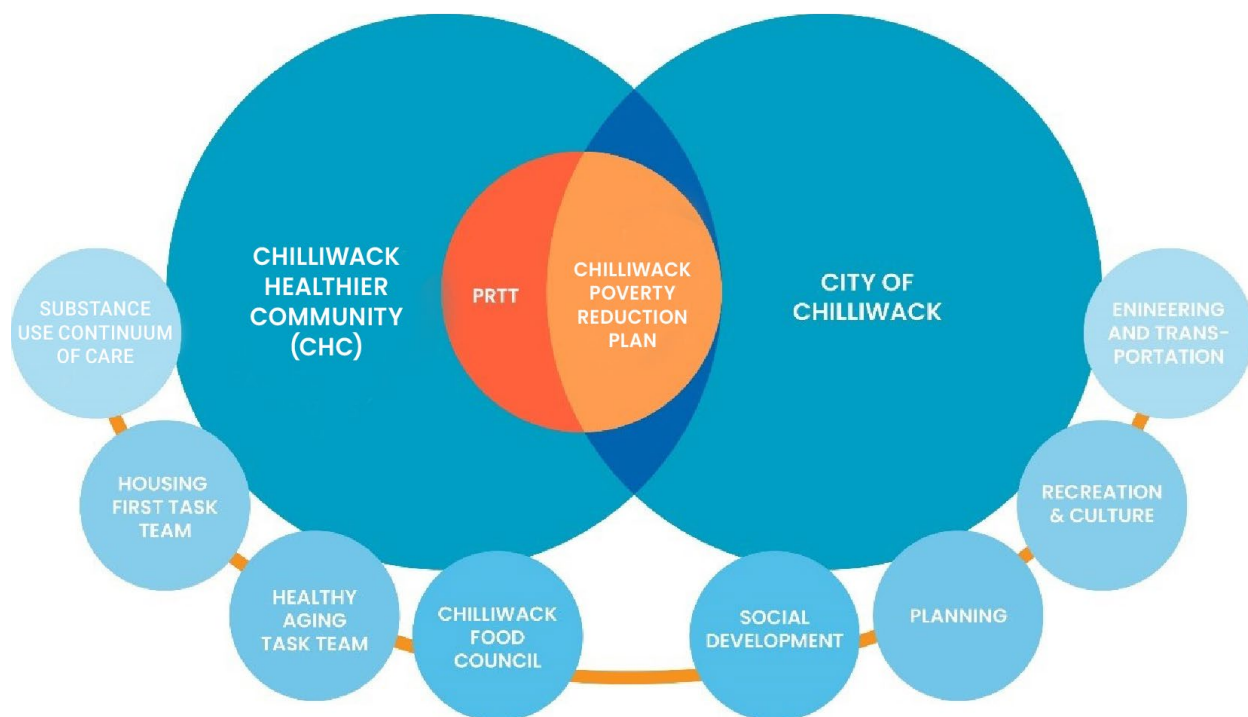 CHILLIWACK
HEALTHIER
COMMUNITY
(CHC)
PRTT
CHILLIWACK
POVERTY
REDUCTION
PLAN
CITY OF
CHILLIWACK
SUBSTANCE
USE CONTINUUM
OF CARE
HOUSING
FIRST TASK
TEAM
HEALTHY
AGING
TASK TEAM
CHILLIWACK
FOOD
COUNCIL
SOCIAL
DEVELOPMENT
PLANNING
RECREATION
& CULTURE
ENINEERING
AND TRANS-
PORTATION